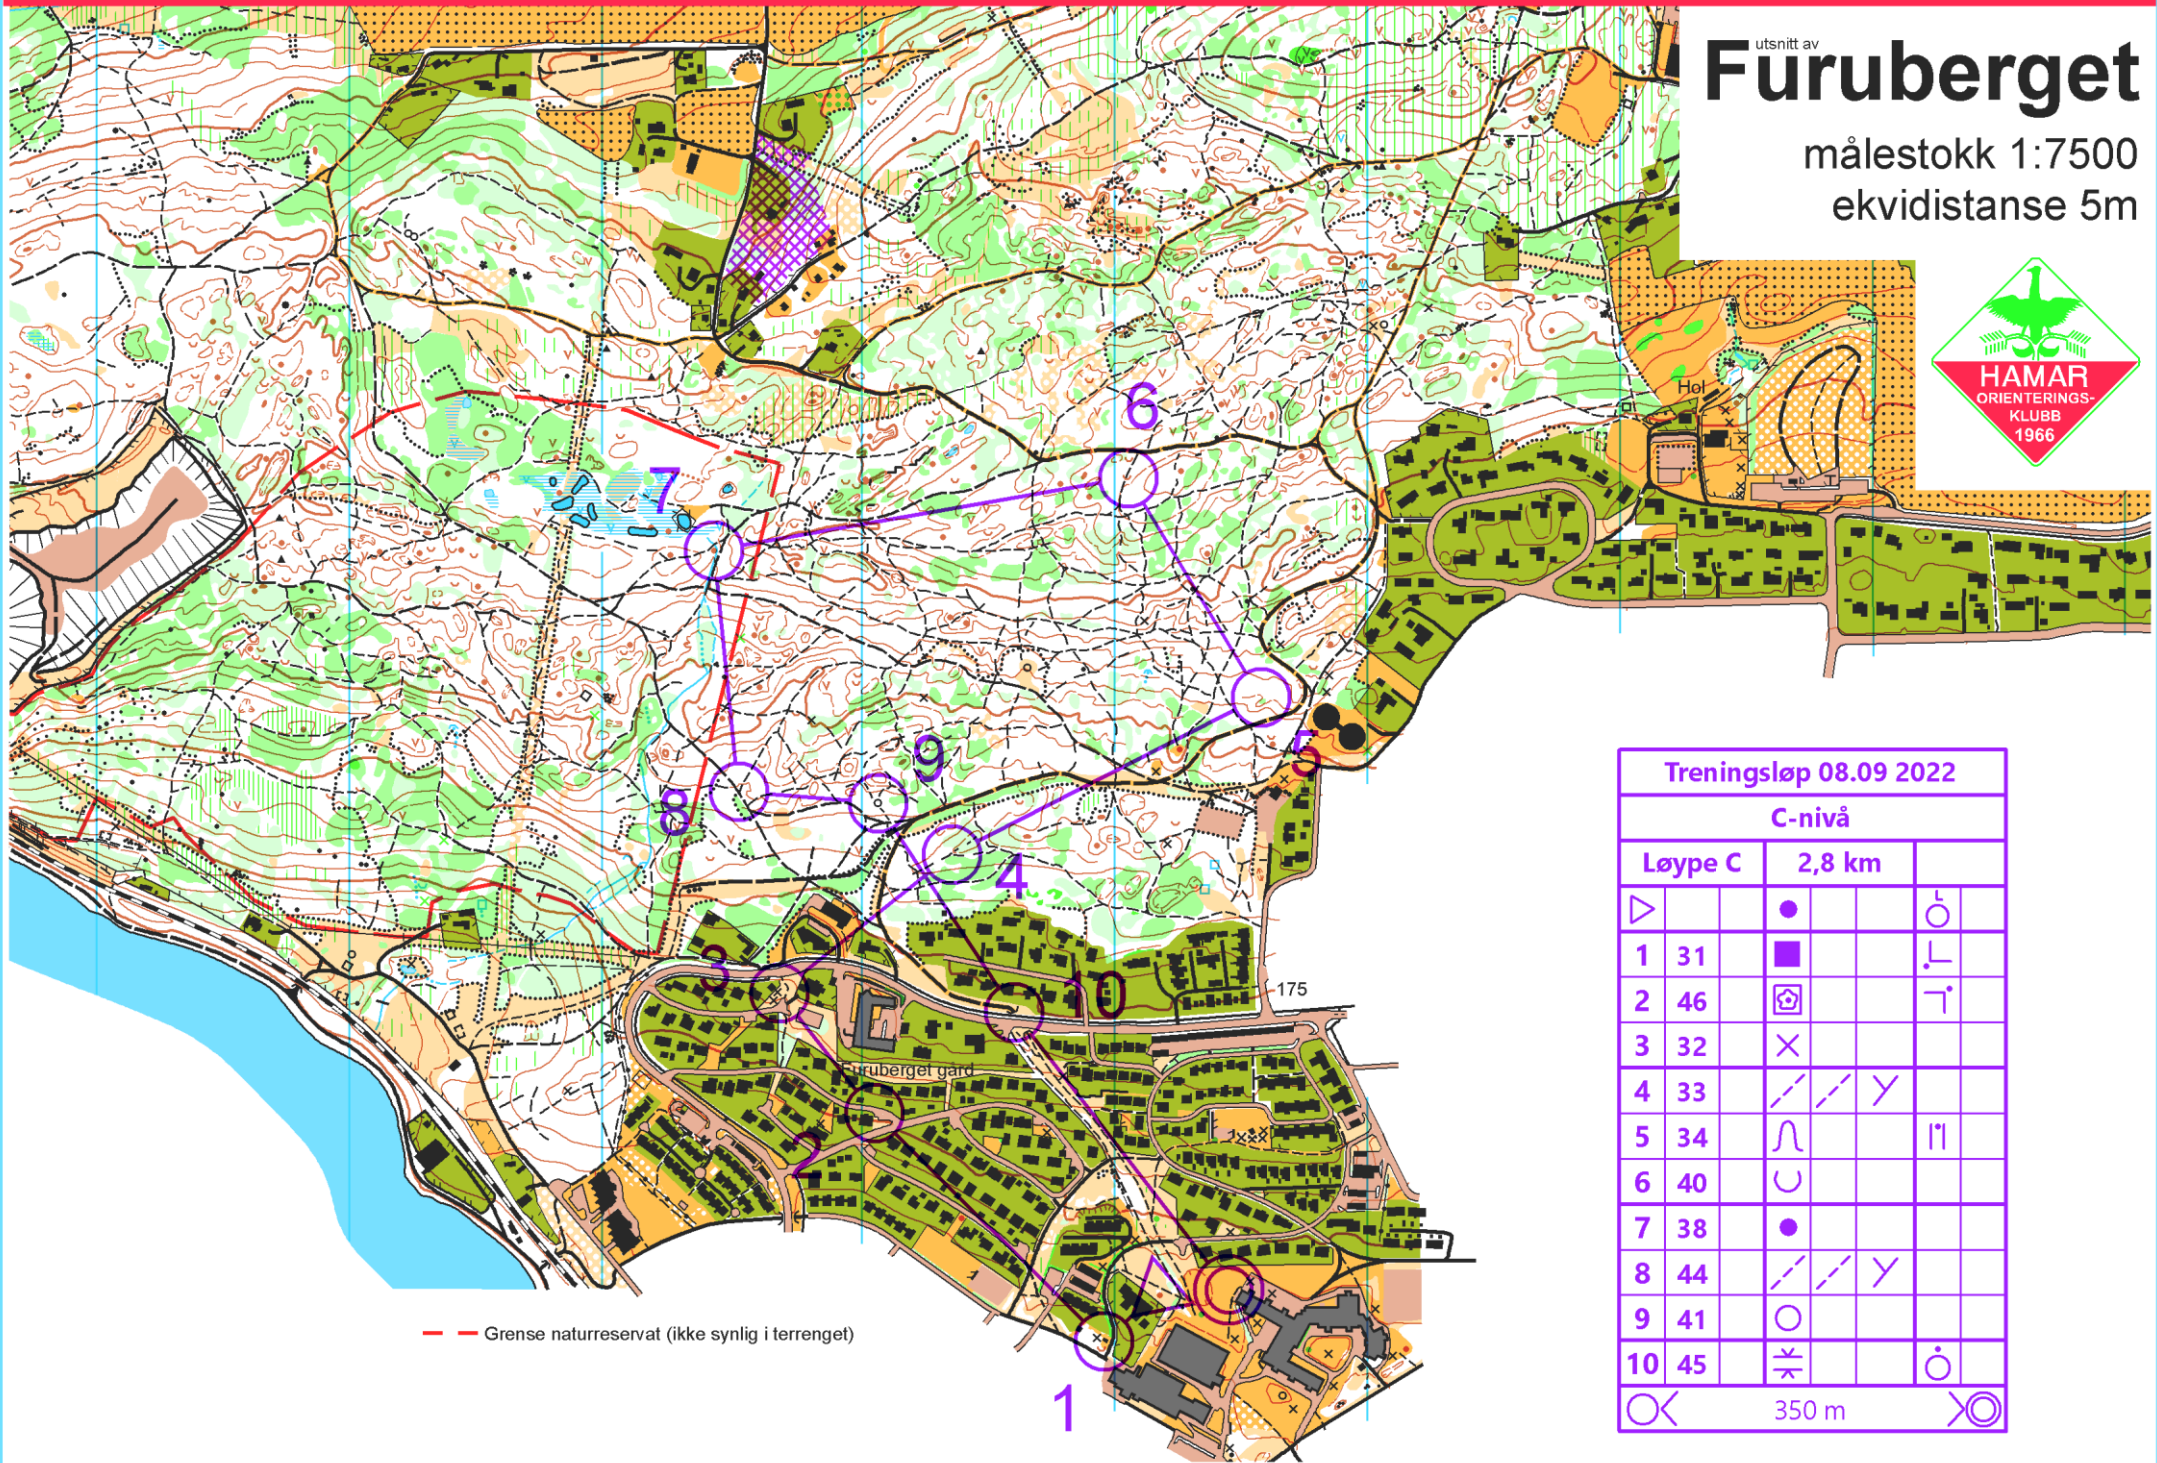 utsnitt av
Furuberget
målestokk 1:7500
ekvidistanse 5m
HAMAR
ORIENTERINGS-
KLUBB
1966
Hol
6
7
5
9
8
4
3
10
175
Furuberget gård
2
1
Grense naturreservat (ikke synlig i terrenget)
Treningsløp 08.09 2022
C-nivå
Løype C 2,8 km
1 31
2 46
3 32
4 33
5 34
6 40
7 38
8 44
9 41
10 45
350 m